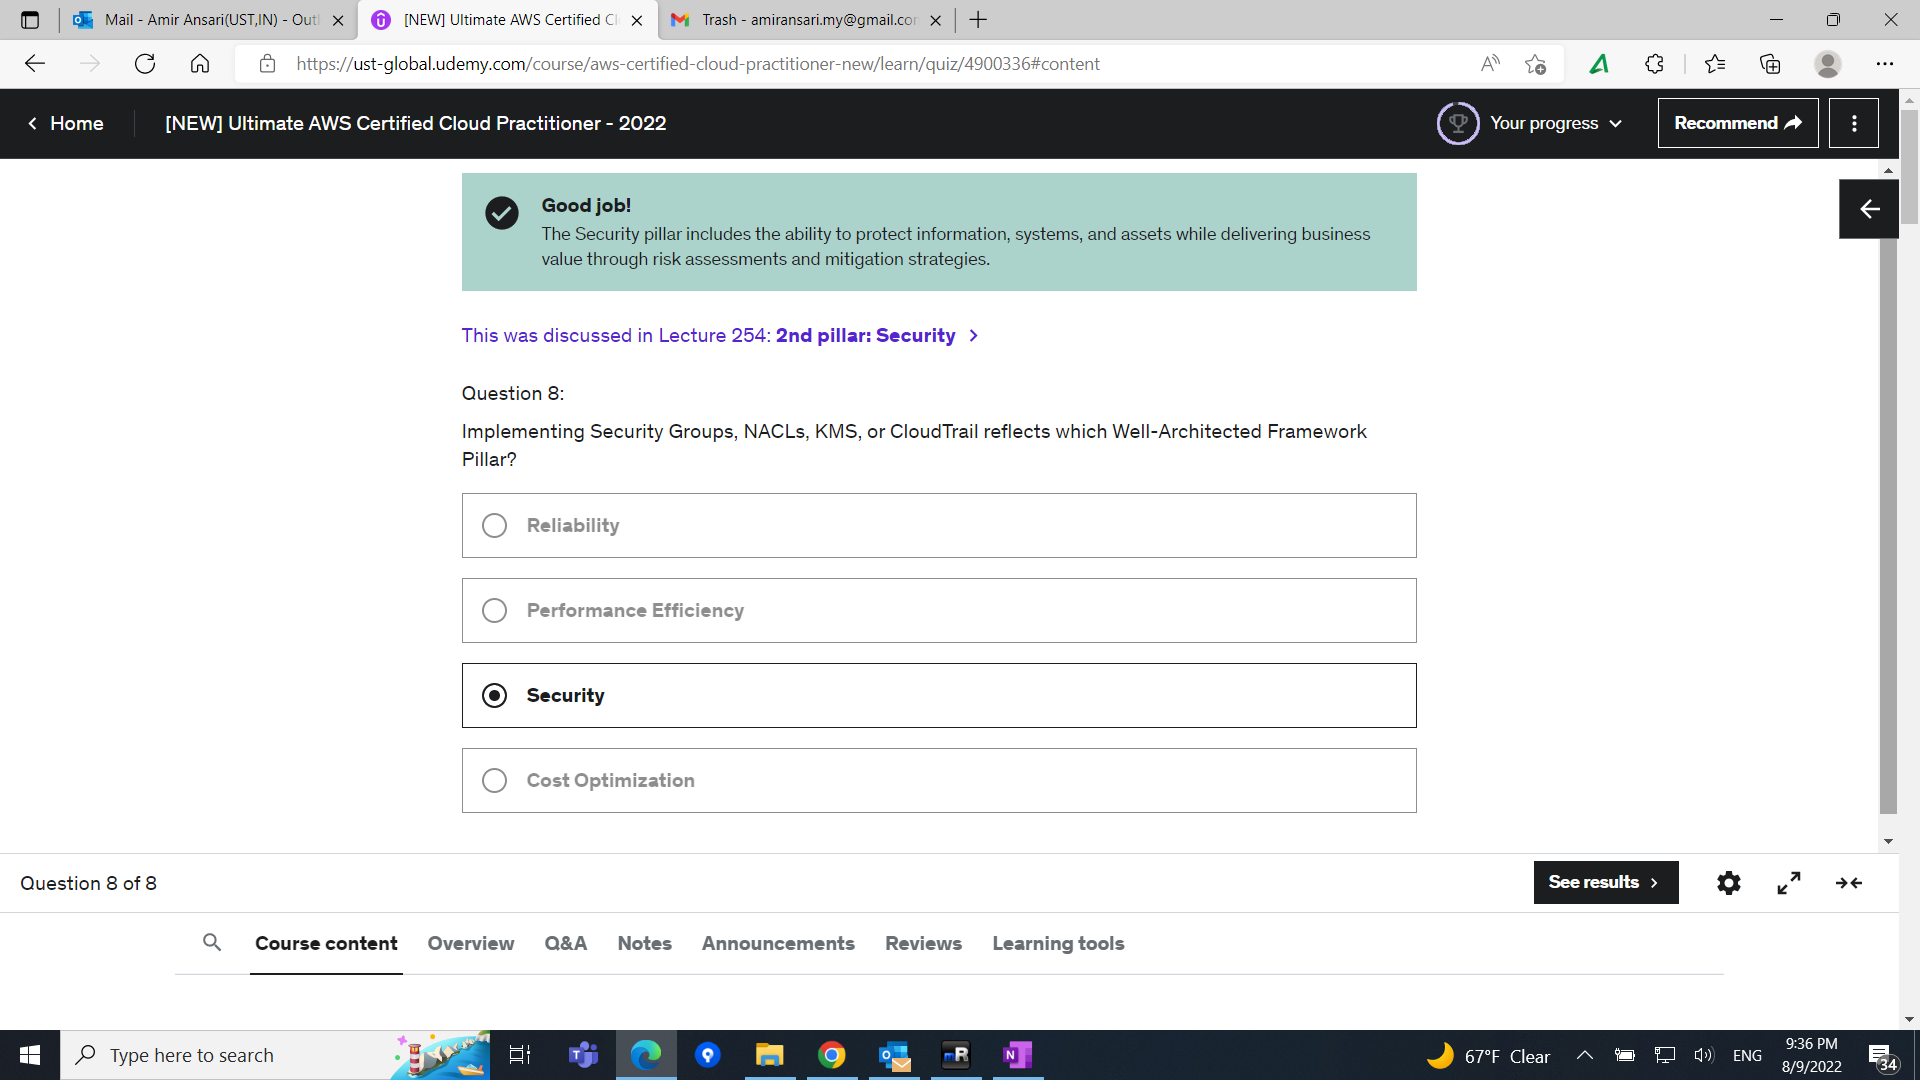 Mail - Amir Ansari(UST,IN) - Out
[NEW] Ultimate AWS Certified Cl
Trash - amiransari.my@gmail.co
https://ust-global.udemy.com/course/aws-certified-cloud-practitioner-new/learn/quiz/4900336#content
Home
[NEW] Ultimate AWS Certified Cloud Practitioner - 2022
Your progress
Recommend
Good job!
The Security pillar includes the ability to protect information, systems, and assets while delivering business
value through risk assessments and mitigation strategies.
This was discussed in Lecture 254: 2nd pillar: Security
Question 8:
Implementing Security Groups, NACLs, KMS, or CloudTrail reflects which Well-Architected Framework
Pillar?
Reliability
Performance Efficiency
Security
Cost Optimization
Question 8 of 8
See results
Course content
Overview
Q&A
Notes
Announcements
Reviews
Learning tools
Type here to search
67°F Clear
ENG
9:36 PM
8/9/2022
34